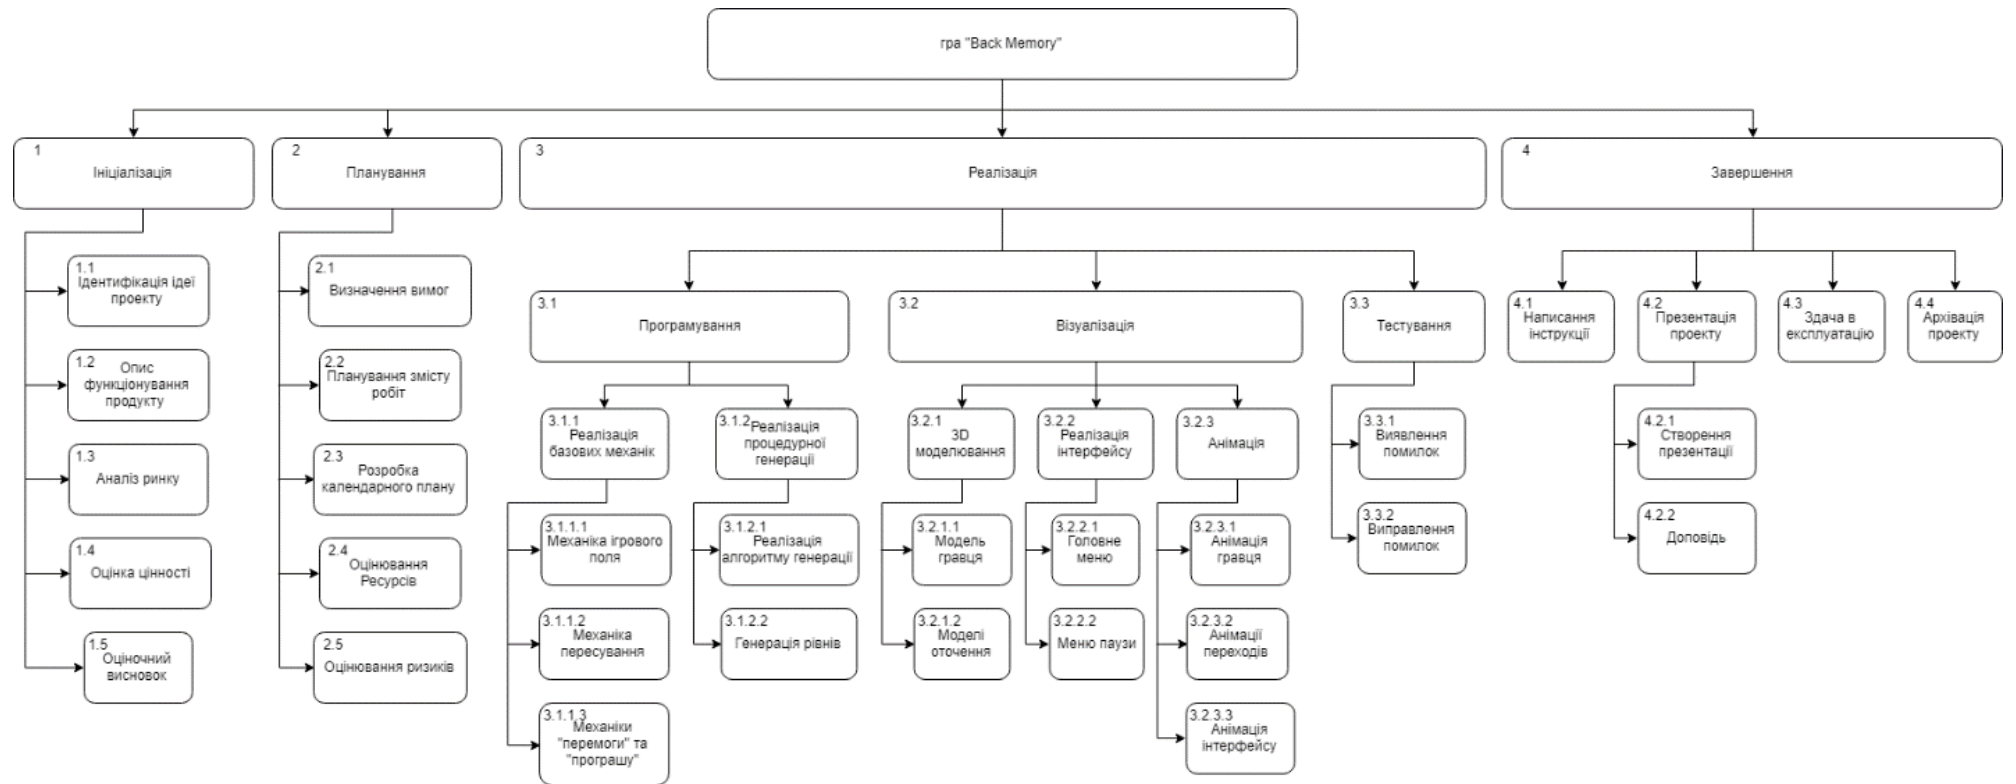 гра "Back Memory"
1
Ініціалізація
2
Планування
3
Реалізація
4
Завершення
1.1
Ідентифікація ідеї
проекту
1.2
Опис
функціонування
продукту
1.3
Аналіз ринку
1.4
Оцінка цінності
1.5
Оціночний
висновок
2.1
Визначення вимог
2.2
Планування змісту
робіт
2.3
Розробка
календарного плану
2.4
Оцінювання
Ресурсів
2.5
Оцінювання ризиків
3.1
Програмування
3.2
Візуалізація
3.3
Тестування
3.1.1
Реалізація
базових механік
3.1.2
Реалізація
процедурної
генерації
3.2.1
3D
моделювання
3.2.2
Реалізація
інтерфейсу
3.2.3
Анімація
3.1.1.1
Механіка ігрового
поля
3.1.1.2
Механіка
пересування
3.1.1.3
Механіки
"перемоги" та
"програшу"
3.1.2.1
Реалізація
алгоритму генерації
3.1.2.2
Генерація рівнів
3.2.1.1
Модель
гравця
3.2.1.2
Моделі
оточення
3.2.2.1
Головне
меню
3.2.2.2
Меню паузи
3.2.3.1
Анімація
гравця
3.2.3.2
Анімації
переходів
3.2.3.3
Анімація
інтерфейсу
3.3.1
Виявлення
помилок
3.3.2
Виправлення
помилок
4.1
Написання
інструкції
4.2
Презентація
проекту
4.3
Здача в
експлуатацію
4.4
Архівація
проекту
4.2.1
Створення
презентації
4.2.2
Доповідь